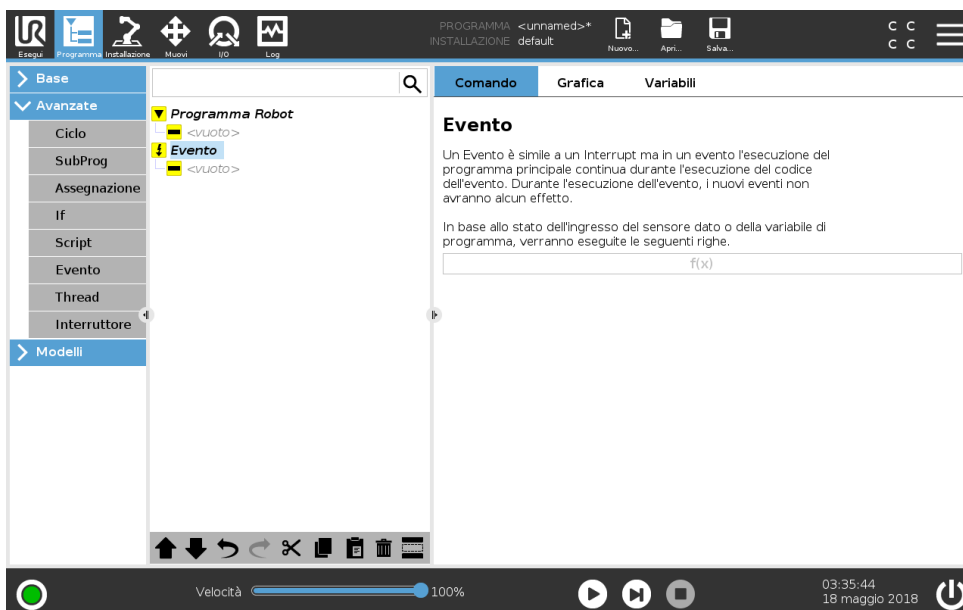 UR
Esegui
Programma
Installazione
Muovi
I/O
Log
PROGRAMMA <unnamed>*
INSTALLAZIONE default
Nuovo...
Apri...
Salva...
C C
C C
Base
Avanzate
Ciclo
SubProg
Assegnazione
If
Script
Evento
Thread
Interruttore
Modelli
Programma Robot
<vuoto>
Evento
<vuoto>
Comando
Grafica
Variabili
Evento
Un Evento è simile a un Interrupt ma in un evento l'esecuzione del
programma principale continua durante l'esecuzione del codice
dell'evento. Durante l'esecuzione dell'evento, i nuovi eventi non
avranno alcun effetto.
In base allo stato dell'ingresso del sensore dato o della variabile di
programma, verranno eseguite le seguenti righe.
f(x)
Velocità
100%
03:35:44
18 maggio 2018